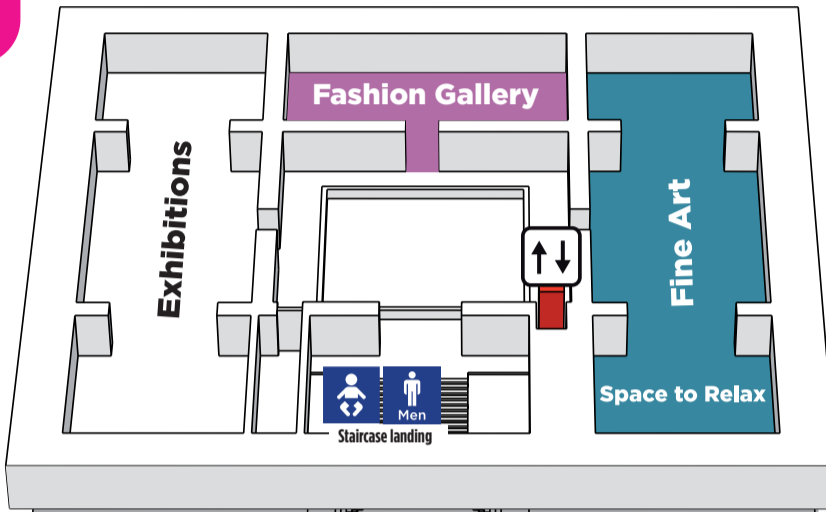 Fashion Gallery
Exhibitions
Fine Art
Space to Relax
Men
Staircase landing